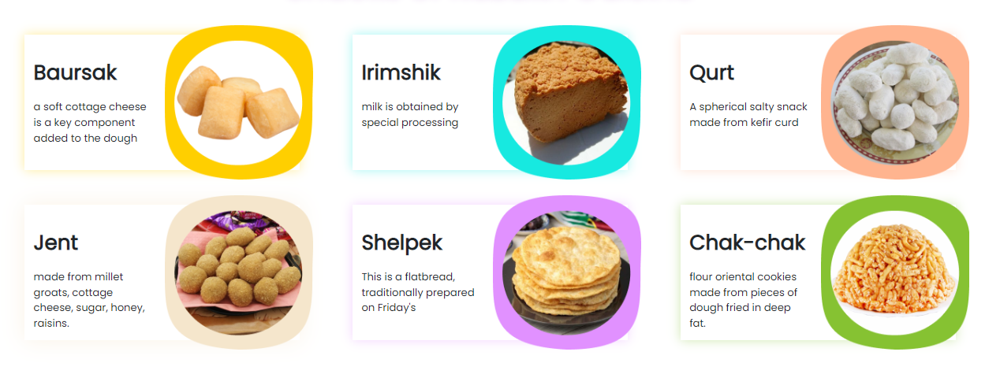 Baursak
a soft cottage cheese
is a key component
added to the dough
Irimshik
milk is obtained by
special processing
Qurt
A spherical salty snack
made from kefir curd
Jent
made from millet
groats, cottage
cheese, sugar, honey,
raisins.
Shelpek
This is a flatbread,
traditionally prepared
on Friday's
Chak-chak
flour oriental cookies
made from pieces of
dough fried in deep
fat.